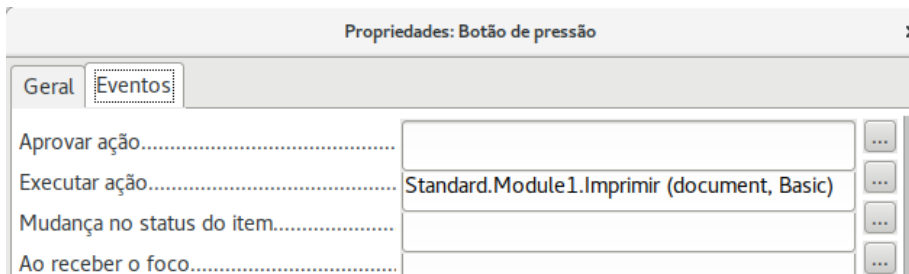 Propriedades: Botão de pressão
Geral Eventos
Aprovar ação............................................ ...
Executar ação.......................................... Standard.Module1.Imprimir (document, Basic) ...
Mudança no status do item..................... ...
Ao receber o foco................................... ...